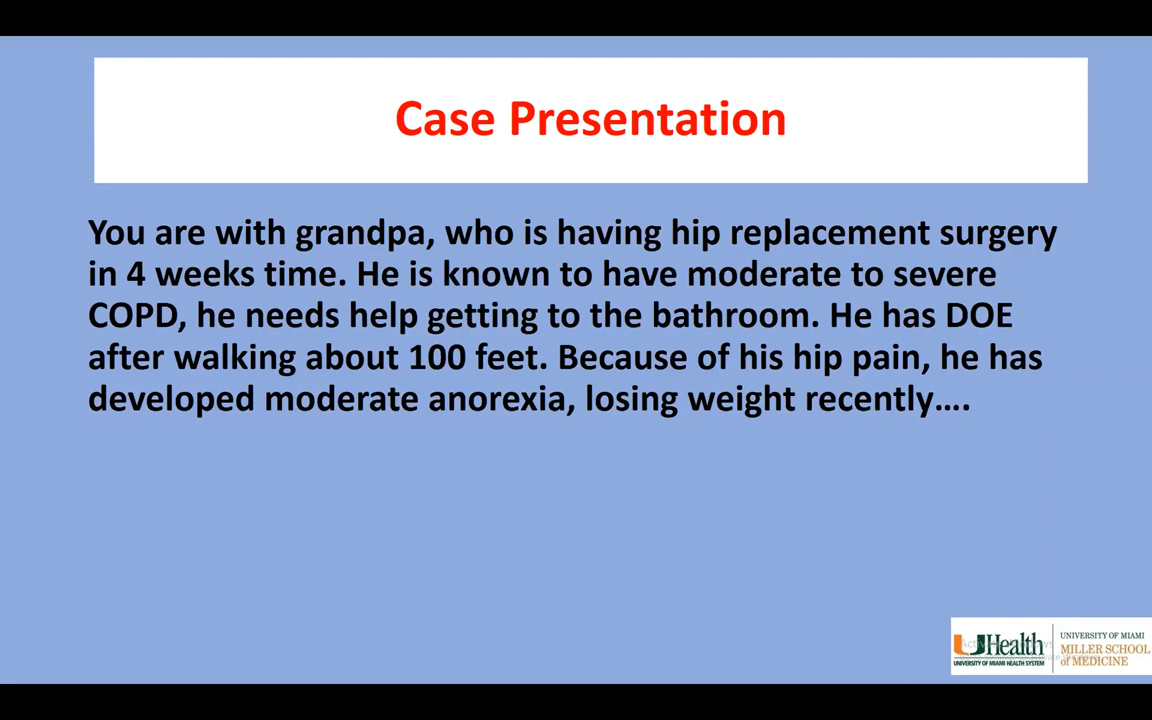 Case Presentation
You are with grandpa, who is having hip replacement surgery
in 4 weeks time. He is known to have moderate to severe
COPD, he needs help getting to the bathroom. He has DOE
after walking about 100 feet. Because of his hip pain, he has
developed moderate anorexia, losing weight recently….
UHealth
UNIVERSITY OF MIAMI HEALTH SYSTEM
UNIVERSITY OF MIAMI
MILLER SCHOOL
of MEDICINE